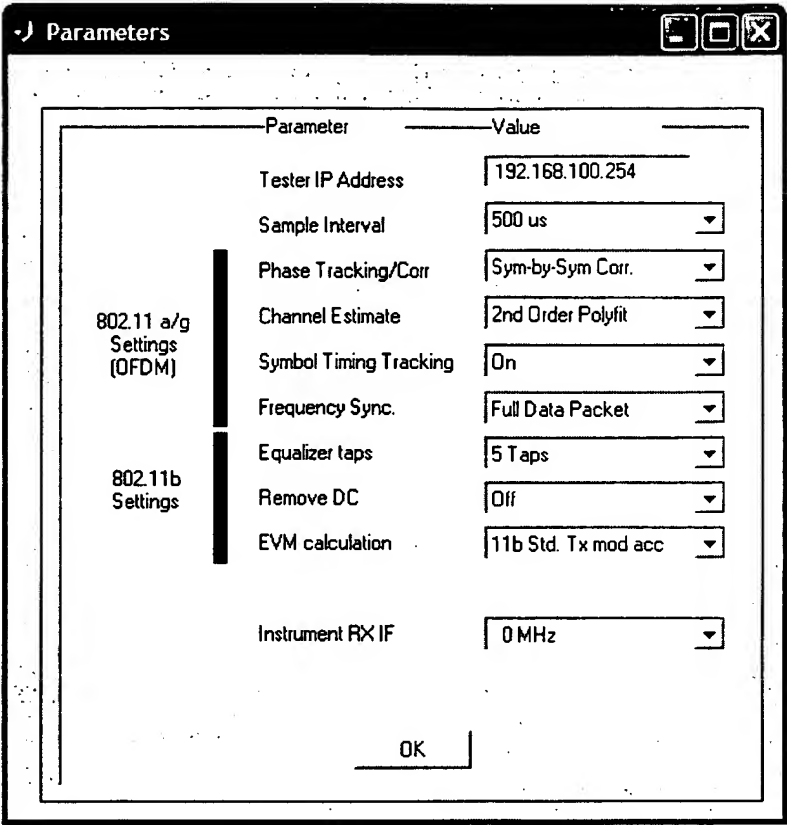 Parameters
Parameter Value
Tester IP Address 192.168.100.254
Sample Interval 500 us
802.11 a/g
Settings
(OFDM)
Phase Tracking/Corr Sym-by-Sym Corr.
Channel Estimate 2nd Order Polyfit
Symbol Timing Tracking On
Frequency Sync. Full Data Packet
802.11b
Settings
Equalizer taps 5 Taps
Remove DC Off
EVM calculation 11b Std. Tx mod acc
Instrument RX IF 0 MHz
OK